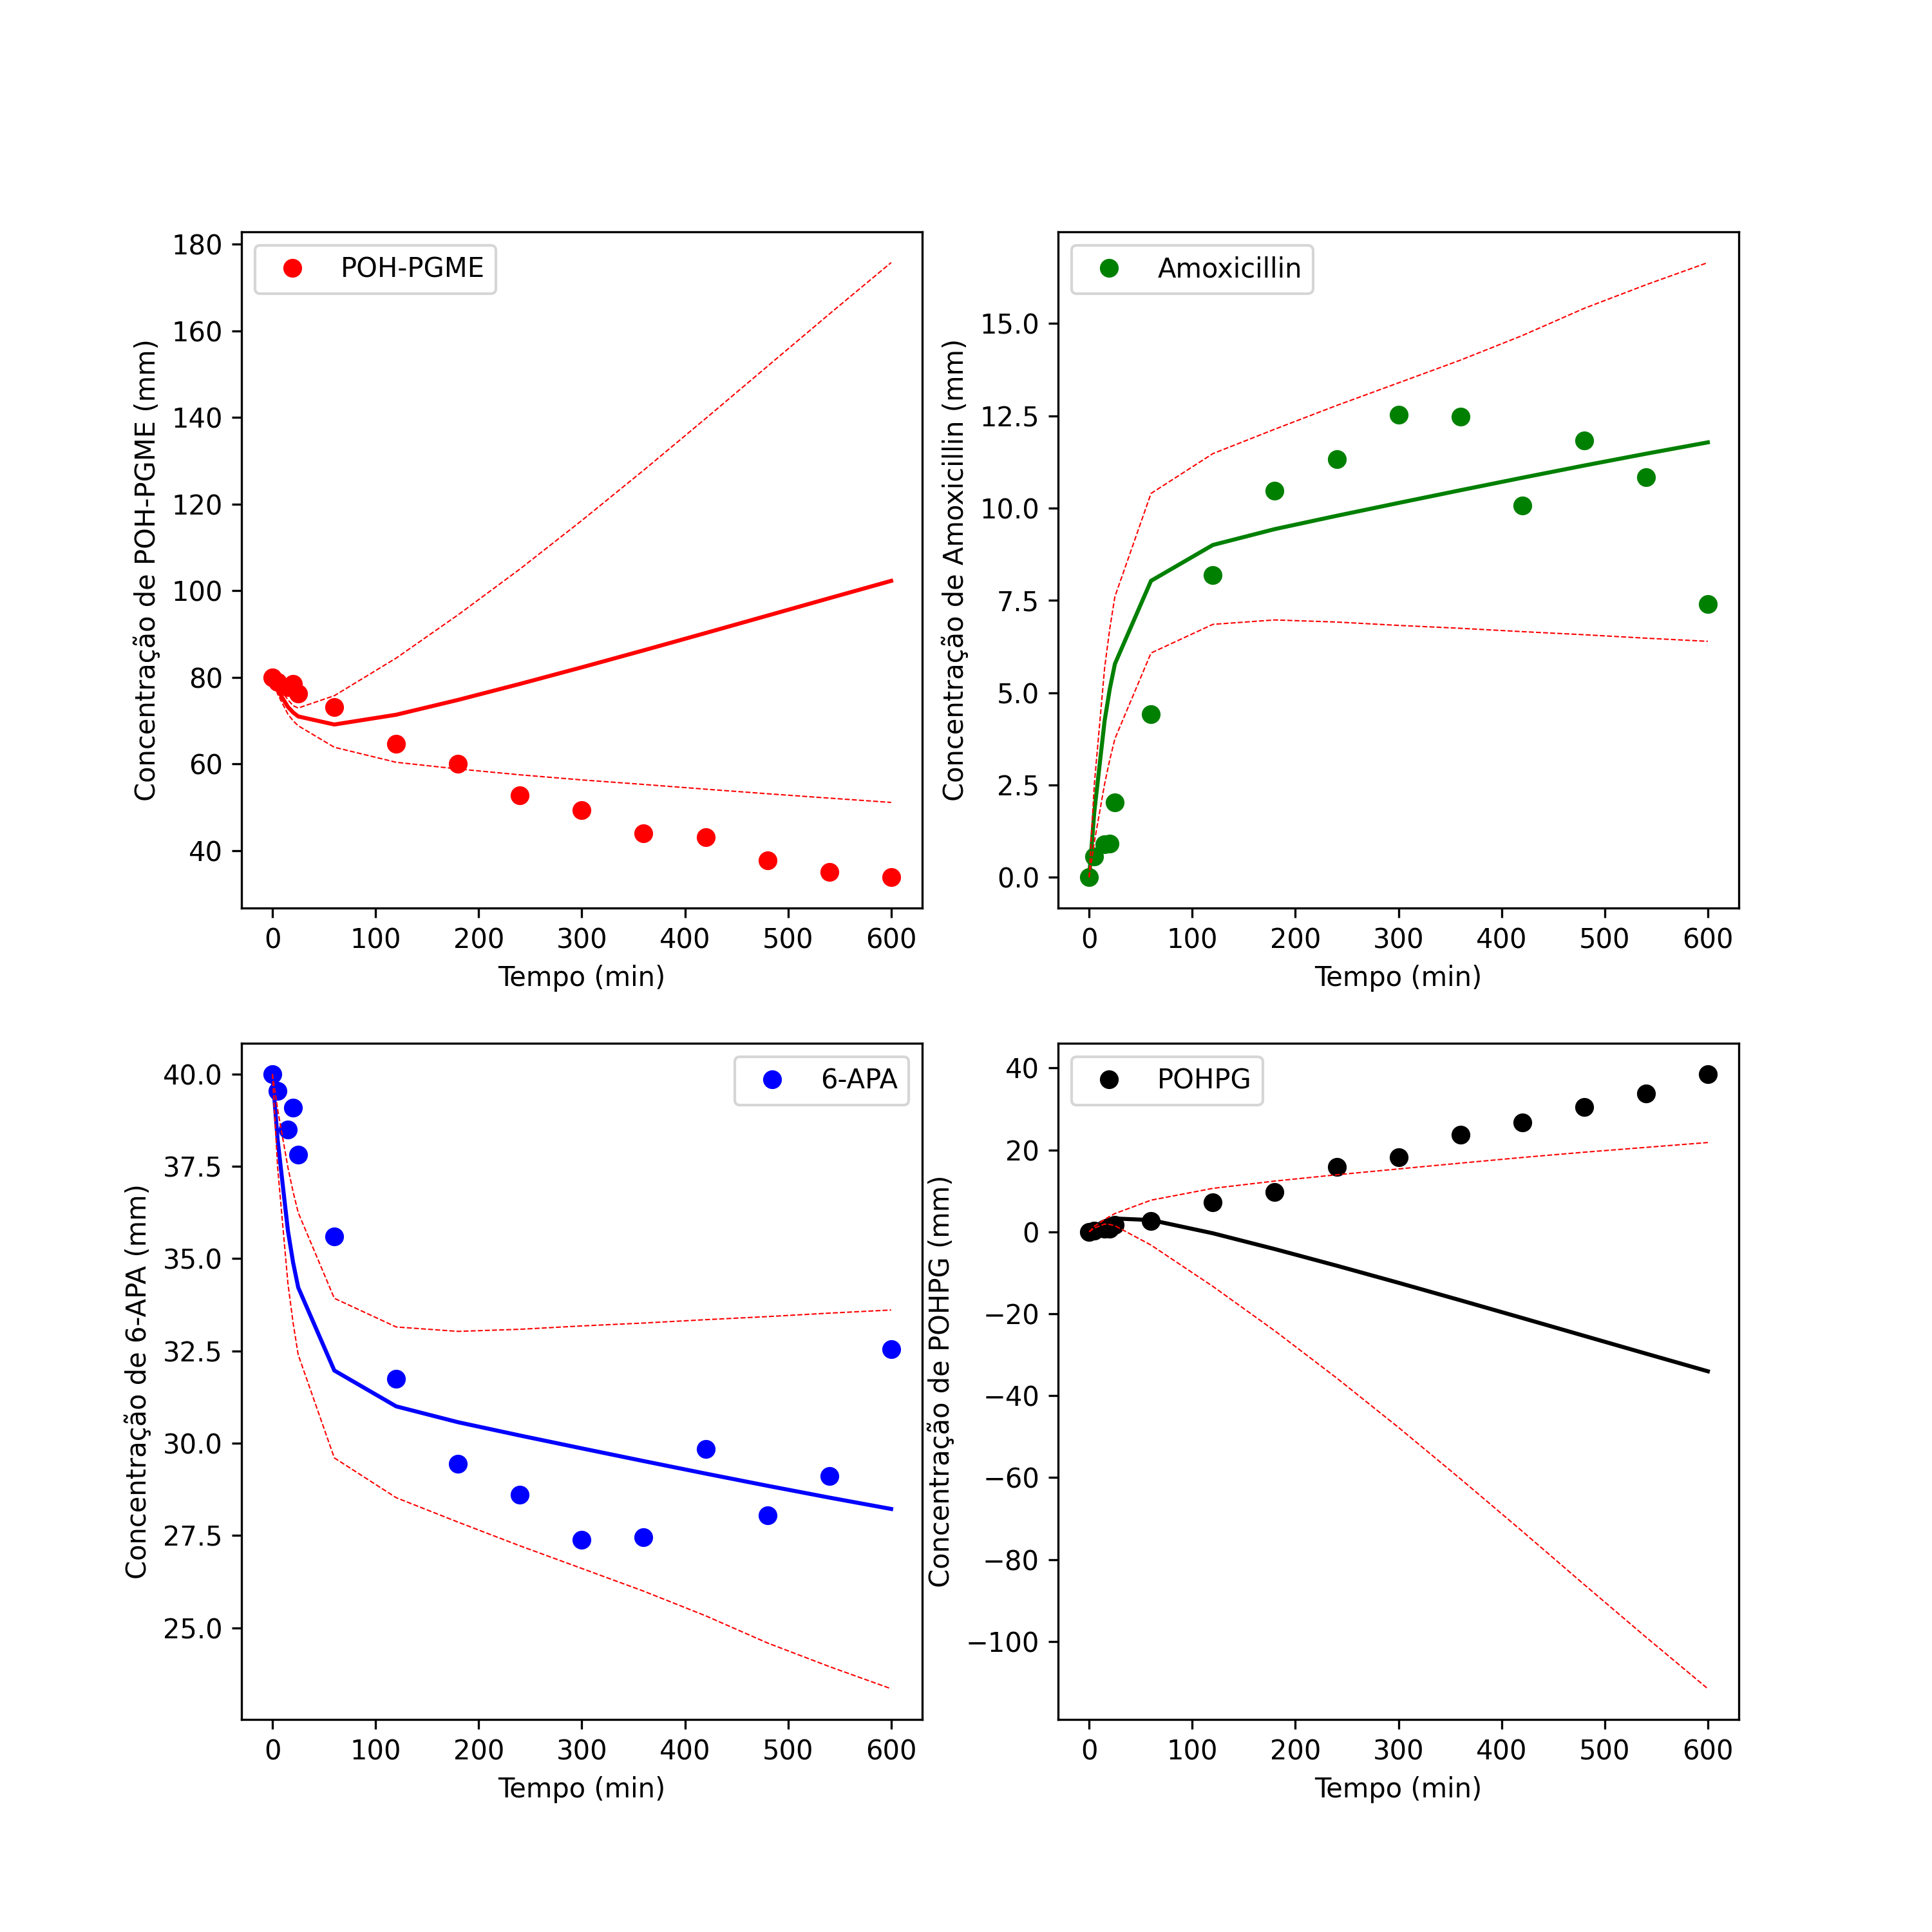 180
160
140
120
100
80
60
40
Concentração de POH-PGME (mm)
POH-PGME
0 100 200 300 400 500 600
Tempo (min)
15.0
12.5
10.0
7.5
5.0
2.5
0.0
Concentração de Amoxicillin (mm)
Amoxicillin
0 100 200 300 400 500 600
Tempo (min)
40.0
37.5
35.0
32.5
30.0
27.5
25.0
Concentração de 6-APA (mm)
6-APA
0 100 200 300 400 500 600
Tempo (min)
40
20
0
−20
−40
−60
−80
−100
Concentração de POHPG (mm)
POHPG
0 100 200 300 400 500 600
Tempo (min)